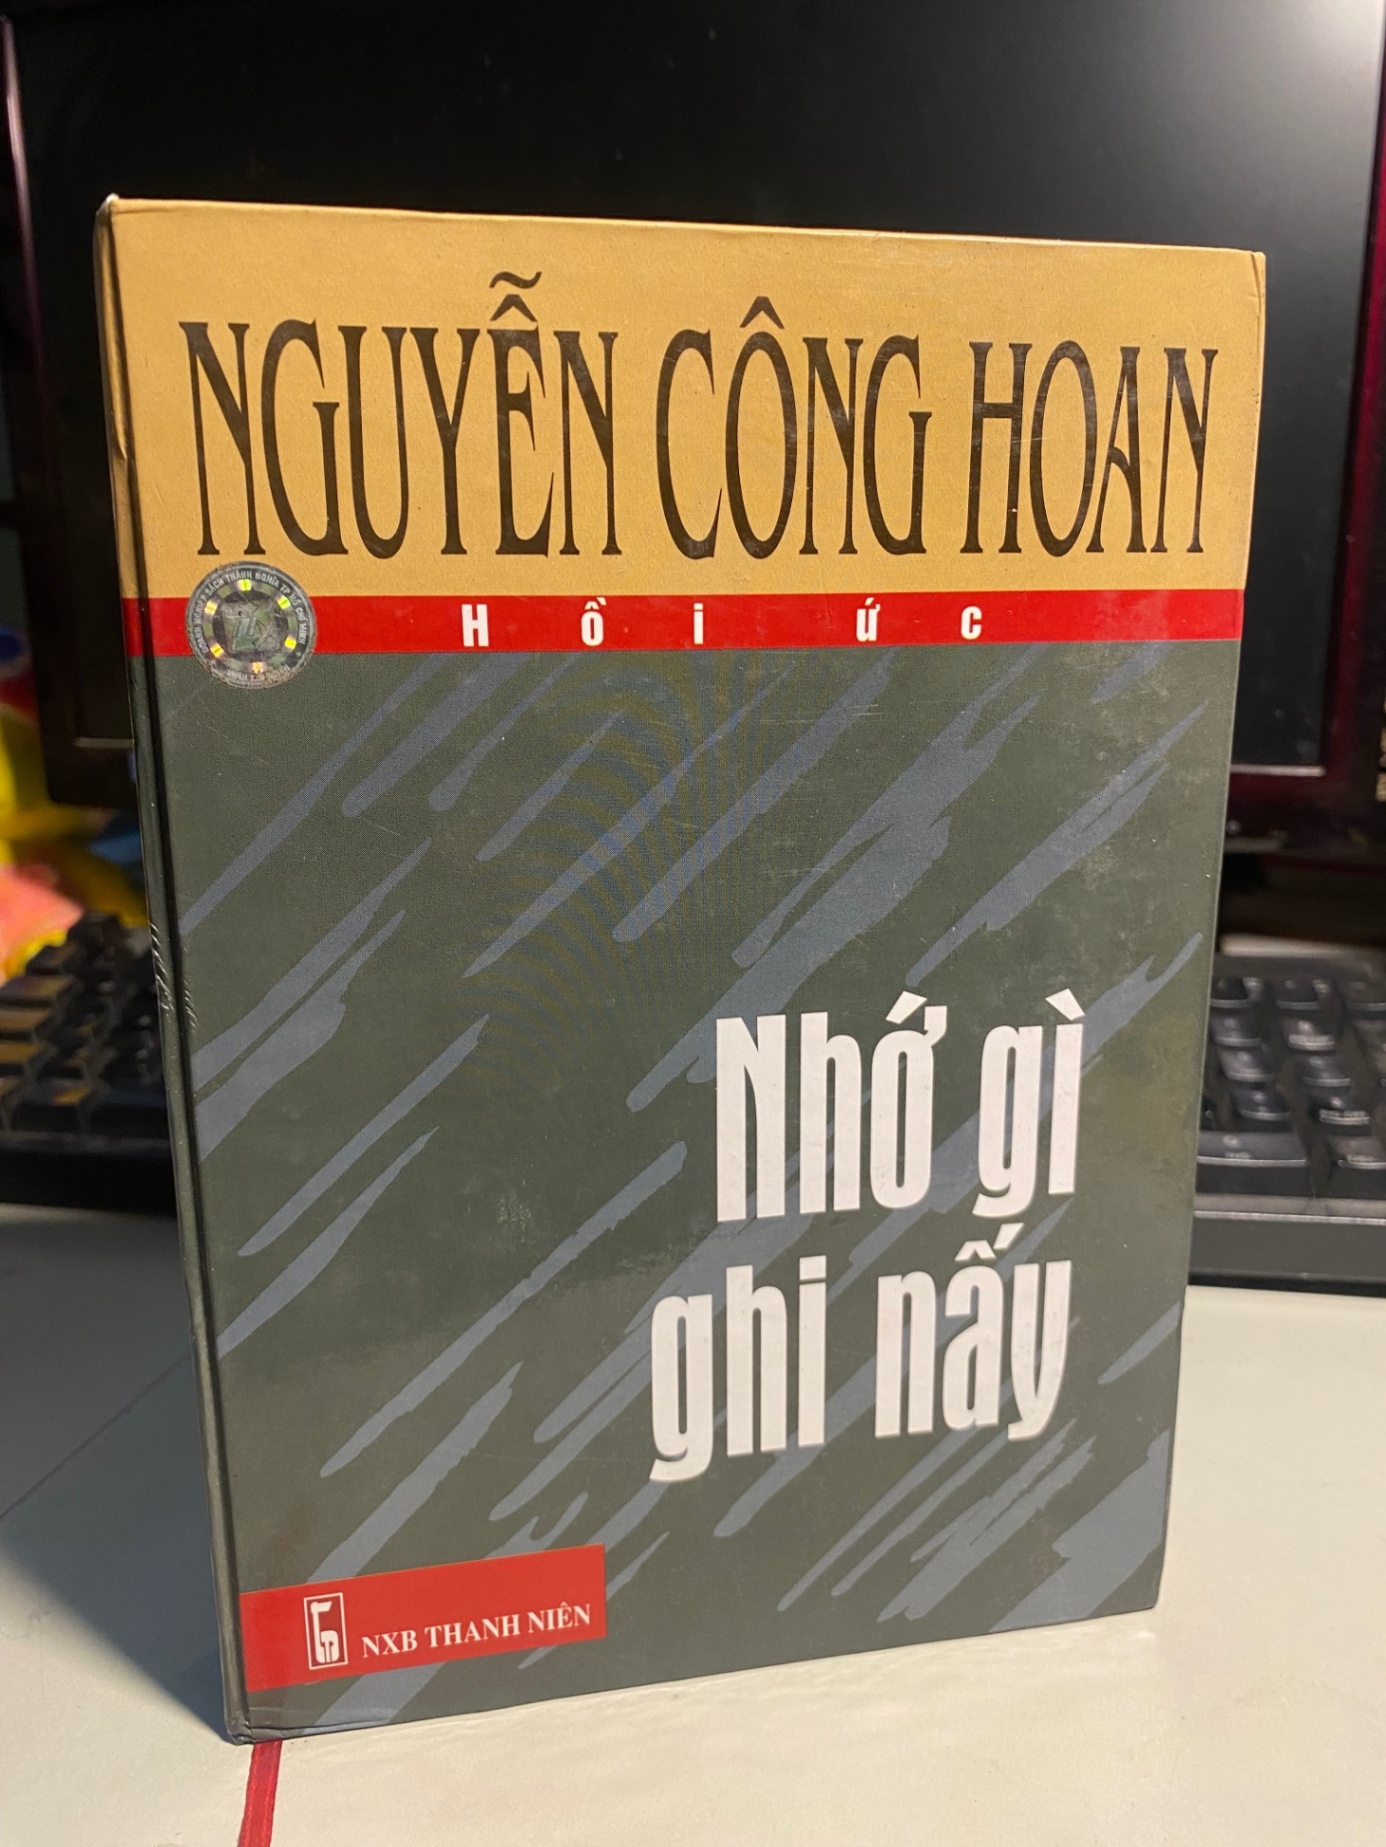 NGUYỄN CÔNG HOAN
Hồi ức
Nhớ gì
ghi nấy
NXB THANH NIÊN